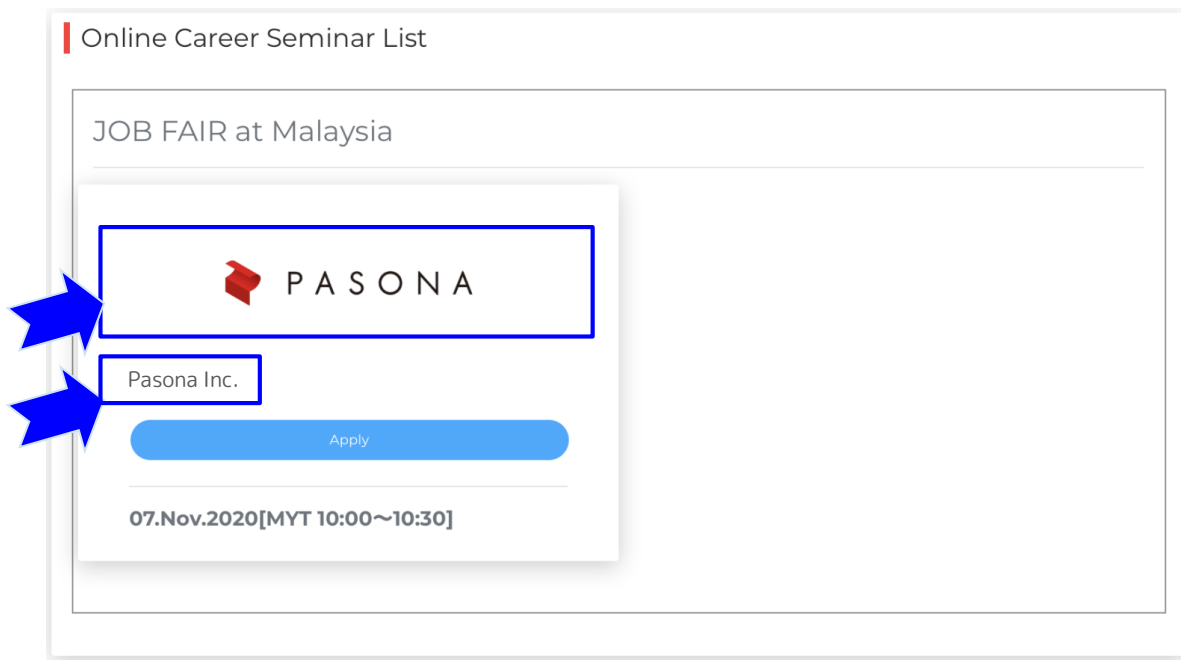 Online Career Seminar List
JOB FAIR at Malaysia
PASONA
Pasona Inc.
Apply
07.Nov.2020[MYT 10:00〜10:30]